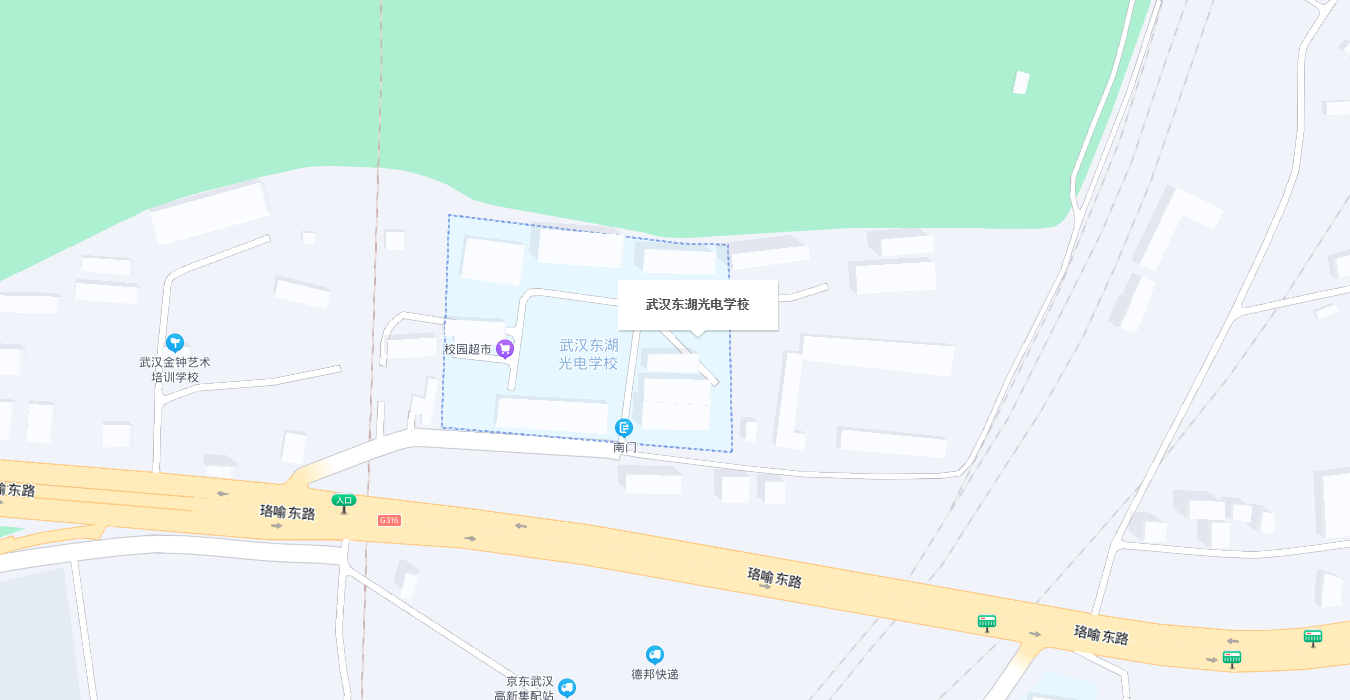 武汉东湖光电学校
武汉东湖
光电学校
校园超市
武汉金钟艺术
培训学校
南门
喻东路
入口
珞喻东路
G316
珞喻东路
珞喻东路
德邦快递
京东武汉
高新集配站